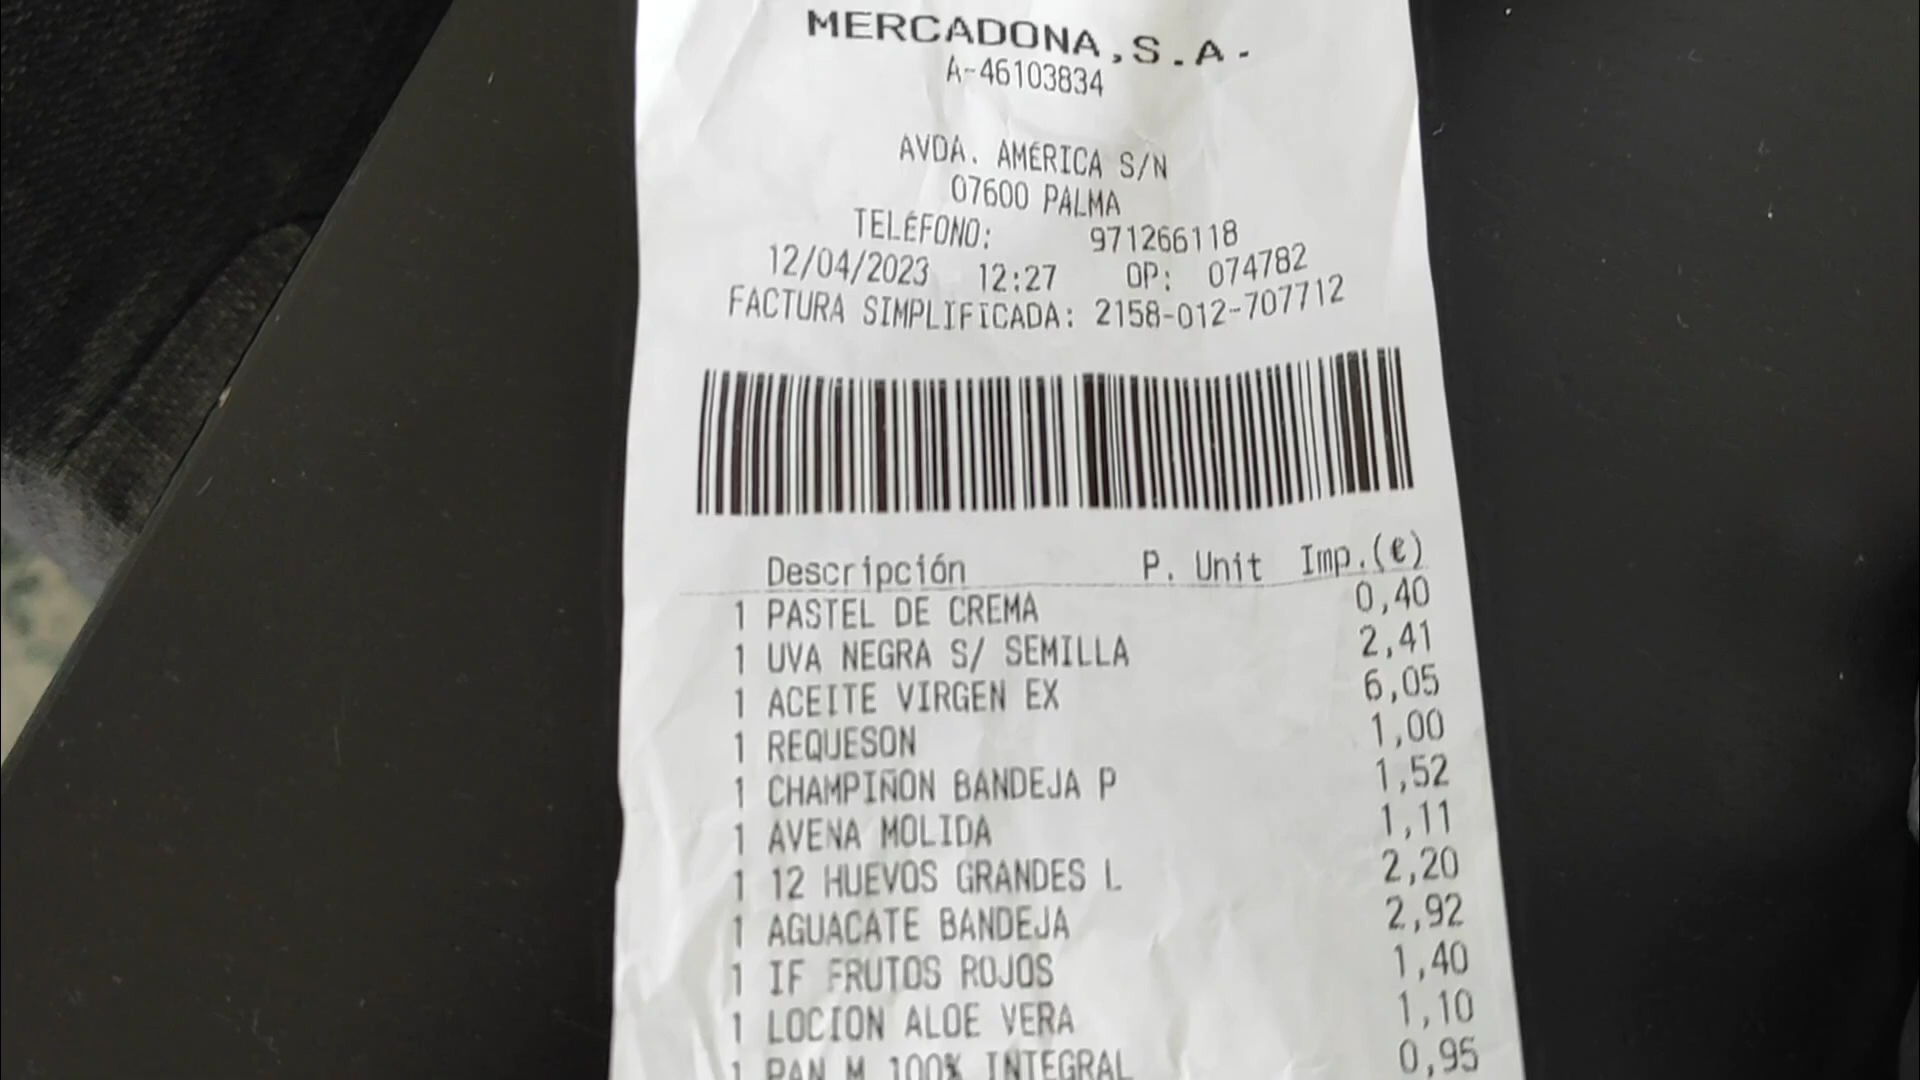 MERCADONA,S.A.
A-46103834
AVDA. AMÉRICA S/N
07600 PALMA
TELÉFONO: 971266118
12/04/2023 12:27 OP: 074782
FACTURA SIMPLIFICADA: 2158-012-707712
Descripción P. Unit Imp.(€)
1 PASTEL DE CREMA 0,40
1 UVA NEGRA S/ SEMILLA 2,41
1 ACEITE VIRGEN EX 6,05
1 REQUESON 1,00
1 CHAMPIÑON BANDEJA P 1,52
1 AVENA MOLIDA 1,11
1 12 HUEVOS GRANDES L 2,20
1 AGUACATE BANDEJA 2,92
1 IF FRUTOS ROJOS 1,40
1 LOCION ALOE VERA 1,10
1 PAN M 100% INTEGRAL 0,95